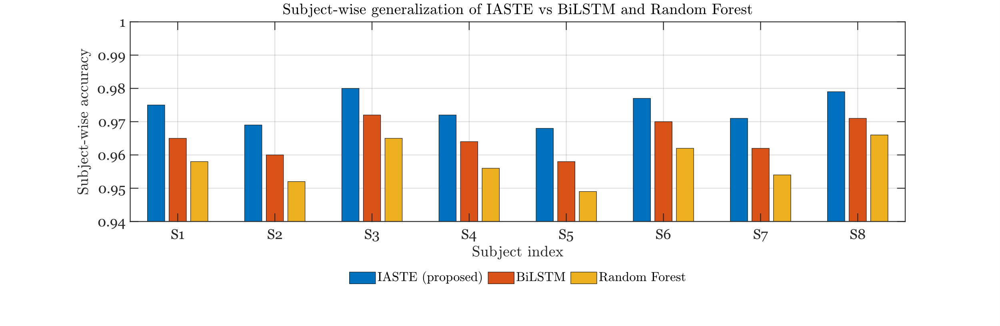 Subject-wise generalization of IASTE vs BiLSTM and Random Forest
Subject-wise accuracy
1
0.99
0.98
0.97
0.96
0.95
0.94
S1 S2 S3 S4 S5 S6 S7 S8
Subject index
IASTE (proposed) BiLSTM Random Forest